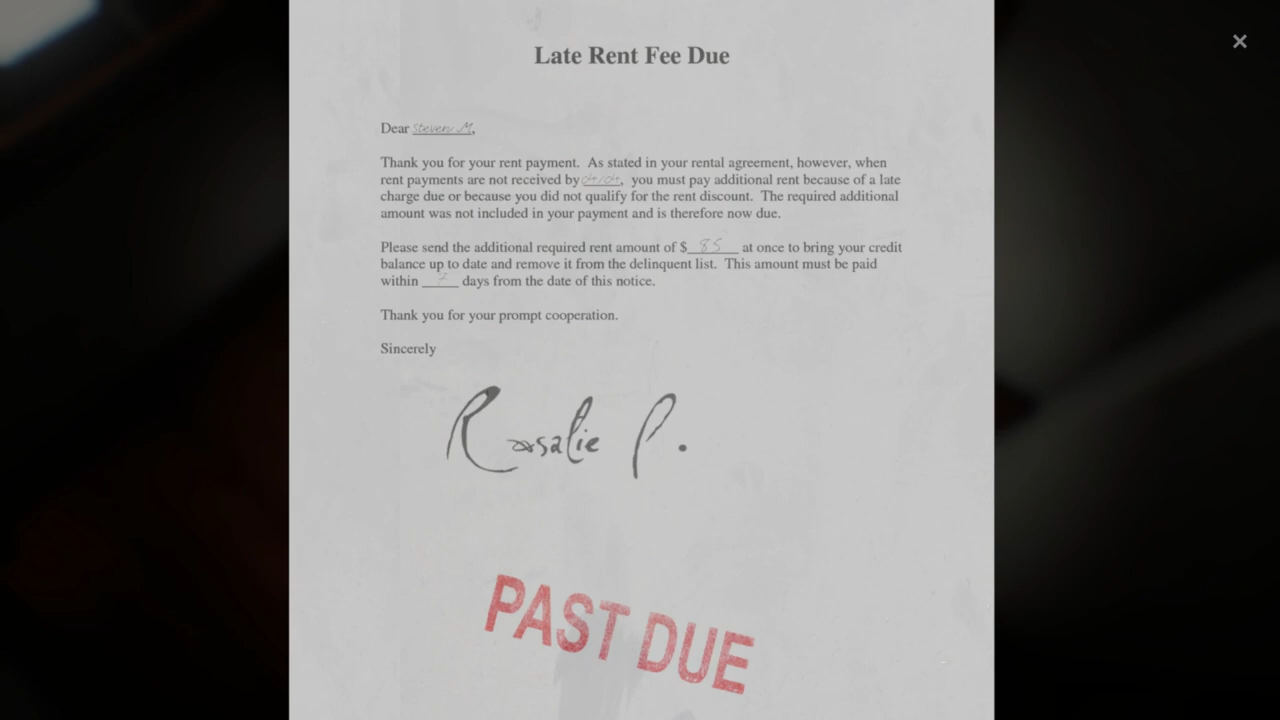 Late Rent Fee Due
Dear Steven M,
Thank you for your rent payment. As stated in your rental agreement, however, when
rent payments are not received by 04/04, you must pay additional rent because of a late
charge due or because you did not qualify for the rent discount. The required additional
amount was not included in your payment and is therefore now due.
Please send the additional required rent amount of $ 85 at once to bring your credit
balance up to date and remove it from the delinquent list. This amount must be paid
within 7 days from the date of this notice.
Thank you for your prompt cooperation.
Sincerely
Rosalie P.
PAST DUE